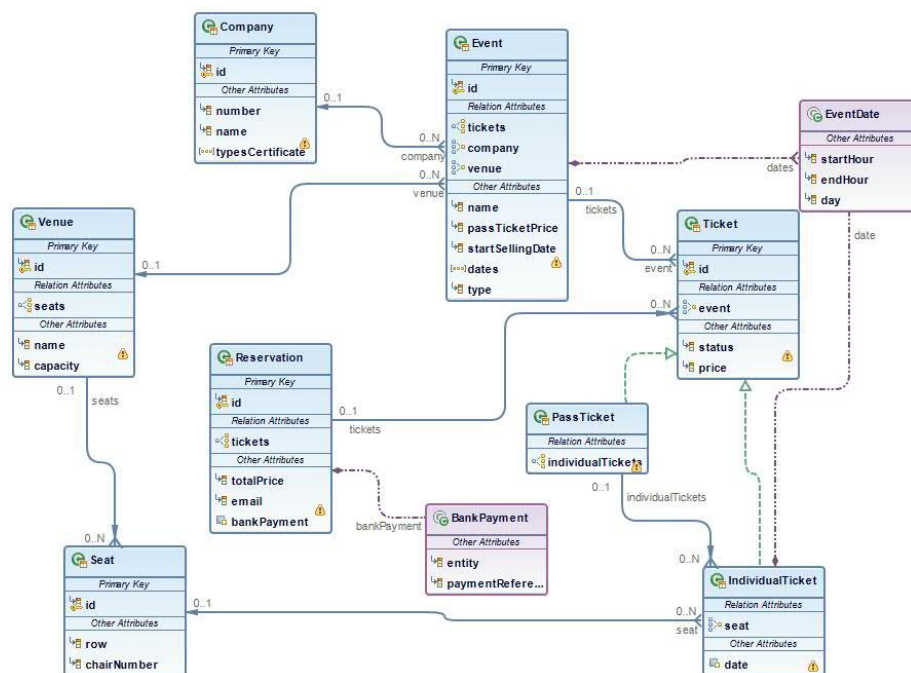 Company
Primary Key
id
Other Attributes
number
name
typesCertificate
0..1
0..N
company
Event
Primary Key
id
Relation Attributes
tickets
company
venue
Other Attributes
name
passTicketPrice
startSellingDate
dates
type
0..N
venue
0..1
tickets
dates
EventDate
Other Attributes
startHour
endHour
day
date
Venue
Primary Key
id
Relation Attributes
seats
Other Attributes
name
capacity
0..1
0..1
seats
Ticket
Primary Key
id
Relation Attributes
event
Other Attributes
status
price
0..N
event
0..N
Reservation
Primary Key
id
Relation Attributes
tickets
Other Attributes
totalPrice
email
bankPayment
0..1
tickets
bankPayment
PassTicket
Relation Attributes
individualTickets
0..1
individualTickets
BankPayment
Other Attributes
entity
paymentRefere...
0..N
Seat
Primary Key
id
Other Attributes
row
chairNumber
0..1
0..N
0..N
seat
IndividualTicket
Relation Attributes
seat
Other Attributes
date